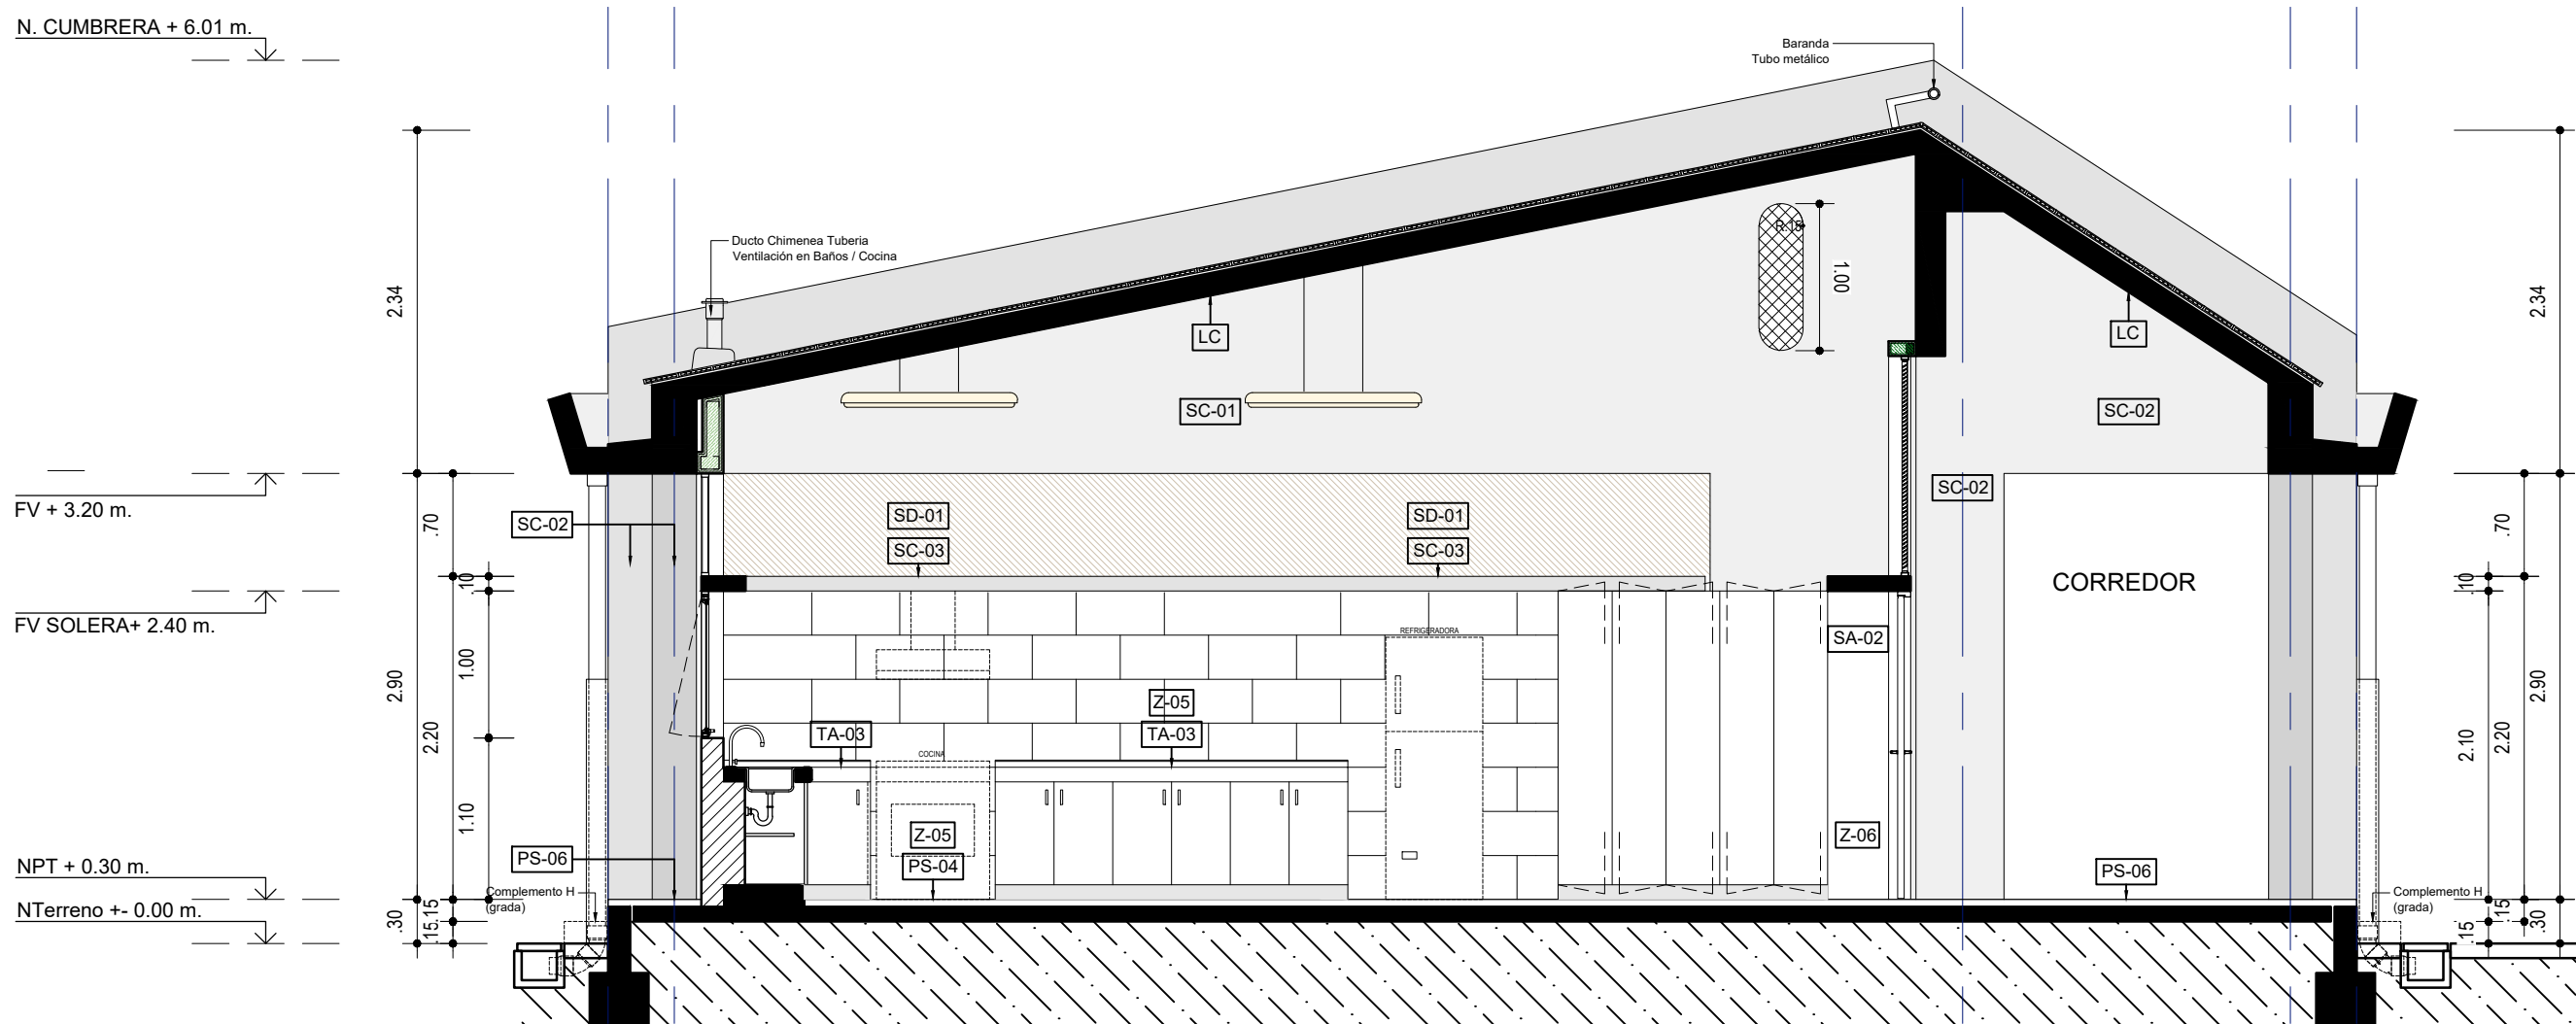 N. CUMBRERA + 6.01 m.
Baranda
Tubo metálico
Ducto Chimenea Tuberia
Ventilación en Baños / Cocina
R.15
1.00
2.34
2.34
LC
LC
SC-01
SC-02
FV + 3.20 m.
SC-02
SC-02
SD-01
SD-01
SC-03
SC-03
.70
.70
.10
.10
CORREDOR
FV SOLERA+ 2.40 m.
REFRIGERADORA
SA-02
1.00
2.90
2.90
2.20
2.20
2.10
Z-05
TA-03
TA-03
COCINA
1.10
Z-05
Z-06
PS-06
PS-04
PS-06
NPT + 0.30 m.
Complemento H
(grada)
Complemento H
(grada)
NTerreno +- 0.00 m.
.30
.15
.15
.15
.15
.30